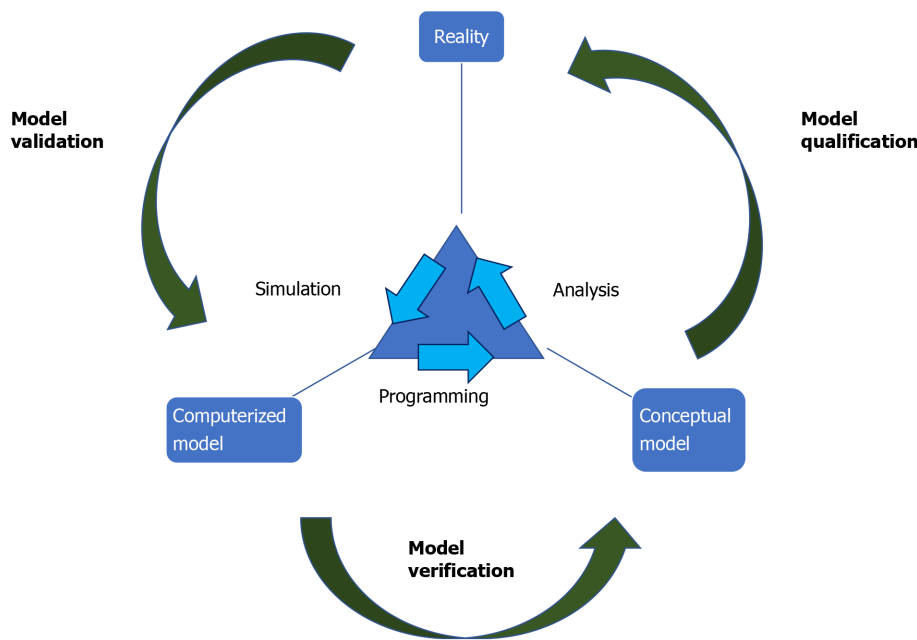 Reality
Model
validation
Model
qualification
Simulation
Analysis
Programming
Computerized
model
Conceptual
model
Model
verification